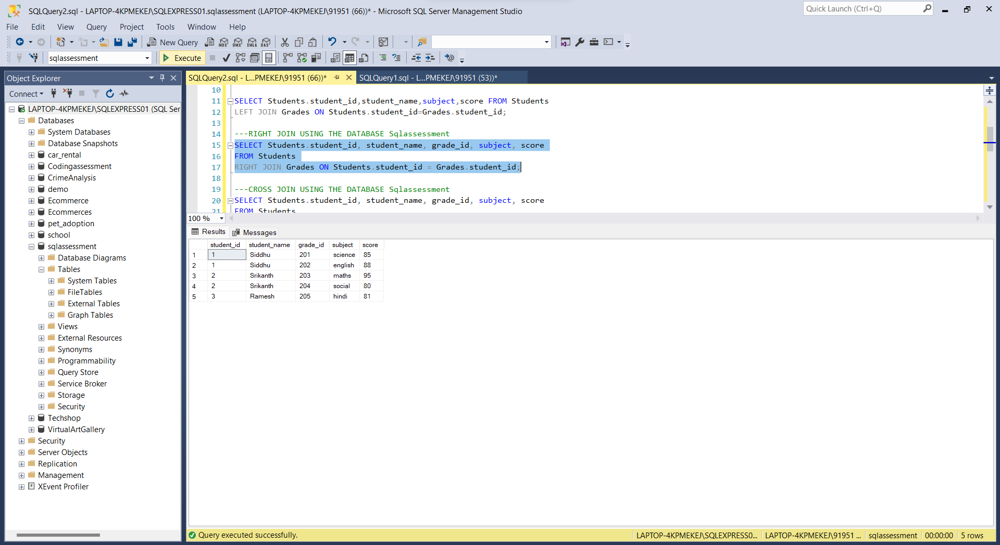 SQLQuery2.sql - LAPTOP-4KPMEKEJ\SQLEXPRESS01.sqlassessment (LAPTOP-4KPMEKEJ\91951 (66))* - Microsoft SQL Server Management Studio
Quick Launch (Ctrl+Q)
File Edit View Query Project Tools Window Help
New Query
MDX DMX XMLA DAX
sqlassessment
Execute
Object Explorer
Connect
LAPTOP-4KPMEKEJ\SQLEXPRESS01 (SQL Ser
Databases
System Databases
Database Snapshots
car_rental
Codingassessment
CrimeAnalysis
demo
Ecommerce
Ecommerces
pet_adoption
school
sqlassessment
Database Diagrams
Tables
System Tables
FileTables
External Tables
Graph Tables
Views
External Resources
Synonyms
Programmability
Query Store
Service Broker
Storage
Security
Techshop
VirtualArtGallery
Security
Server Objects
Replication
Management
XEvent Profiler
SQLQuery2.sql - L...PMEKEJ\91951 (66))*
SQLQuery1.sql - L...PMEKEJ\91951 (53))*
10
11 SELECT Students.student_id,student_name,subject,score FROM Students
12 LEFT JOIN Grades ON Students.student_id=Grades.student_id;
13
14 ---RIGHT JOIN USING THE DATABASE Sqlassessment
15 SELECT Students.student_id, student_name, grade_id, subject, score
16 FROM Students
17 RIGHT JOIN Grades ON Students.student_id = Grades.student_id;
18
19 ---CROSS JOIN USING THE DATABASE Sqlassessment
20 SELECT Students.student_id, student_name, grade_id, subject, score
21 FROM Students
100 %
Results Messages
student_id student_name grade_id subject score
1 1 Siddhu 201 science 85
2 1 Siddhu 202 english 88
3 2 Srikanth 203 maths 95
4 2 Srikanth 204 social 80
5 3 Ramesh 205 hindi 81
Query executed successfully.
LAPTOP-4KPMEKEJ\SQLEXPRESS0... LAPTOP-4KPMEKEJ\91951 ... sqlassessment 00:00:00 5 rows